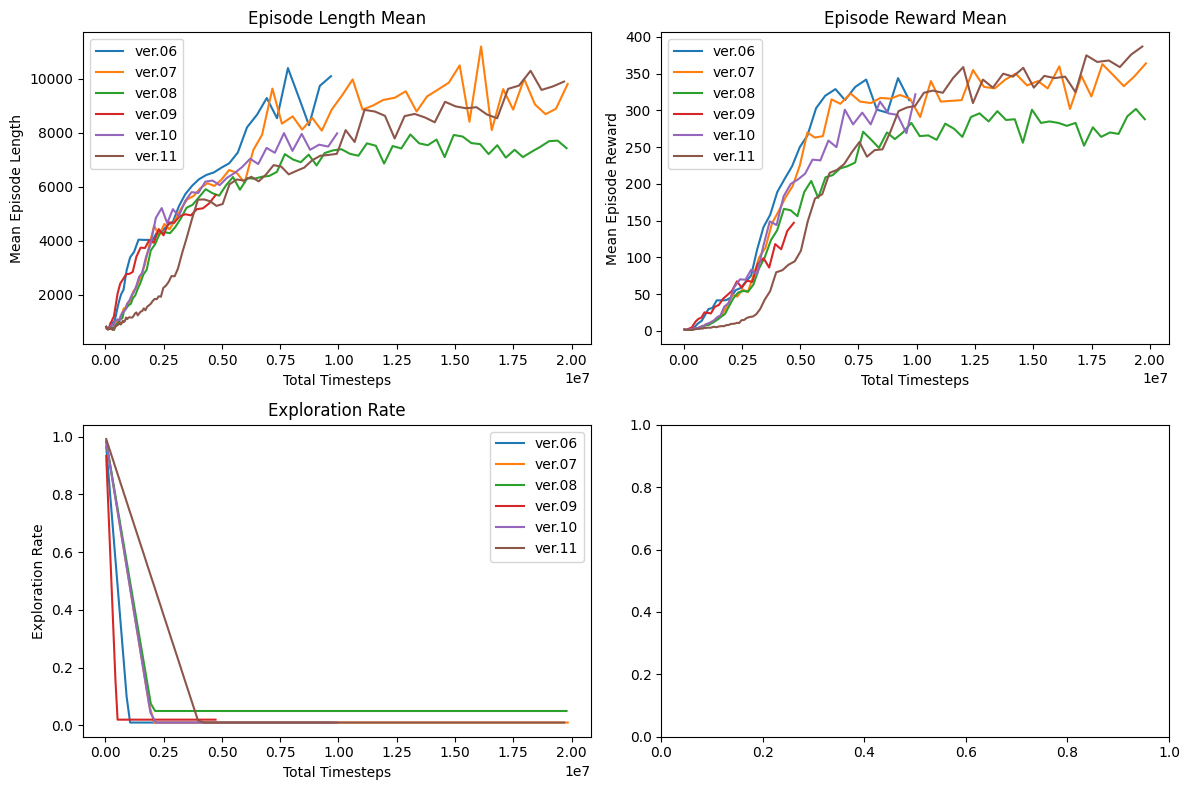 Episode Length Mean
Mean Episode Length
10000
8000
6000
4000
2000
ver.06
ver.07
ver.08
ver.09
ver.10
ver.11
0.00 0.25 0.50 0.75 1.00 1.25 1.50 1.75 2.00
1e7
Total Timesteps
Episode Reward Mean
Mean Episode Reward
400
350
300
250
200
150
100
50
0
ver.06
ver.07
ver.08
ver.09
ver.10
ver.11
0.00 0.25 0.50 0.75 1.00 1.25 1.50 1.75 2.00
1e7
Total Timesteps
Exploration Rate
Exploration Rate
1.0
0.8
0.6
0.4
0.2
0.0
ver.06
ver.07
ver.08
ver.09
ver.10
ver.11
0.00 0.25 0.50 0.75 1.00 1.25 1.50 1.75 2.00
1e7
Total Timesteps
1.0
0.8
0.6
0.4
0.2
0.0
0.0 0.2 0.4 0.6 0.8 1.0